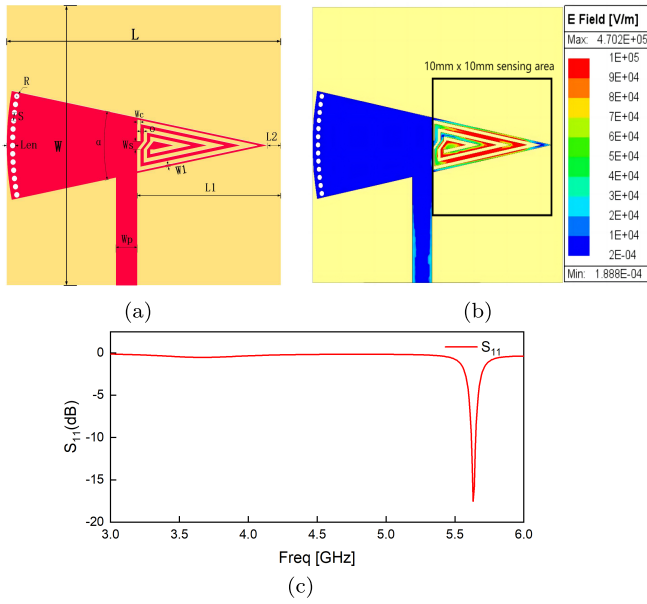 L
R
S
Len
W
α
Wc
Ws
L2
W1
L1
Wp
(a)
10mm x 10mm sensing area
E Field [V/m]
Max: 4.702E+05
1E+05
9E+04
8E+04
7E+04
6E+04
5E+04
4E+04
3E+04
2E+04
1E+04
2E-04
Min: 1.888E-04
(b)
S11
0
-5
-10
-15
-20
S11(dB)
3.0 3.5 4.0 4.5 5.0 5.5 6.0
Freq [GHz]
(c)